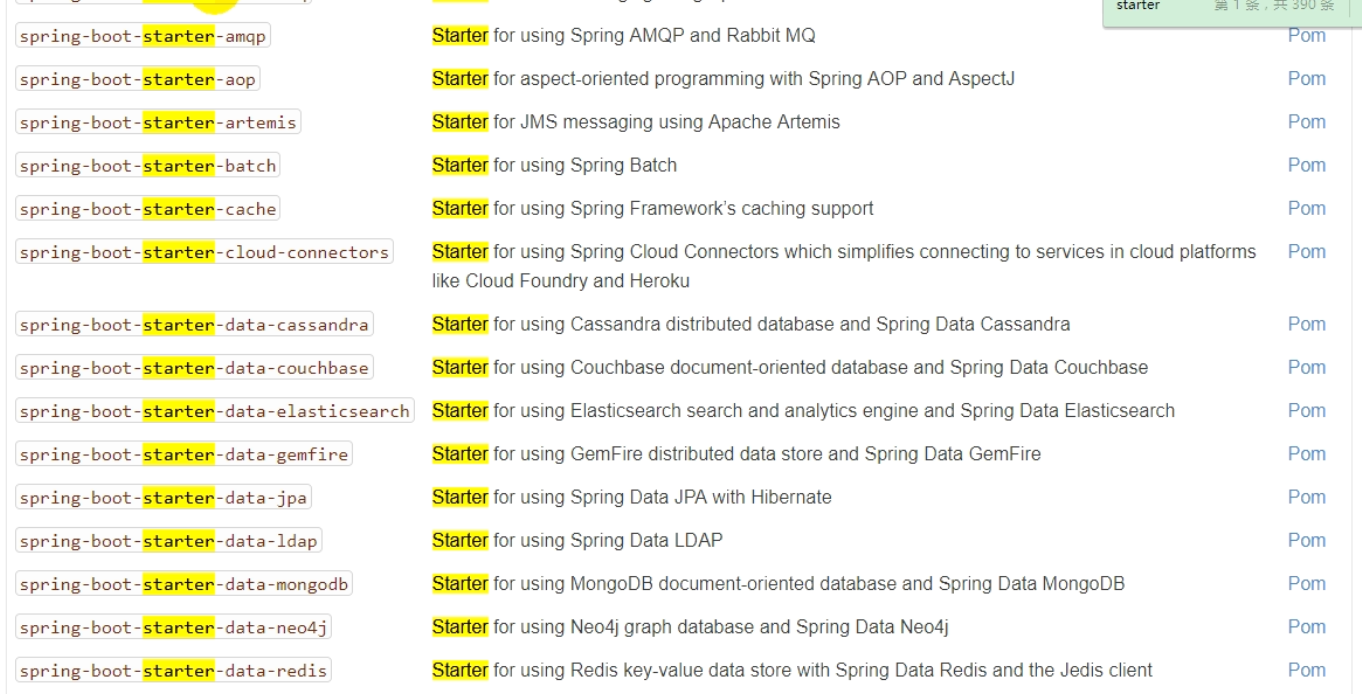 starter 第 1 条，共 390 条
spring-boot-starter-amqp Starter for using Spring AMQP and Rabbit MQ Pom
spring-boot-starter-aop Starter for aspect-oriented programming with Spring AOP and AspectJ Pom
spring-boot-starter-artemis Starter for JMS messaging using Apache Artemis Pom
spring-boot-starter-batch Starter for using Spring Batch Pom
spring-boot-starter-cache Starter for using Spring Framework’s caching support Pom
spring-boot-starter-cloud-connectors Starter for using Spring Cloud Connectors which simplifies connecting to services in cloud platforms Pom
like Cloud Foundry and Heroku
spring-boot-starter-data-cassandra Starter for using Cassandra distributed database and Spring Data Cassandra Pom
spring-boot-starter-data-couchbase Starter for using Couchbase document-oriented database and Spring Data Couchbase Pom
spring-boot-starter-data-elasticsearch Starter for using Elasticsearch search and analytics engine and Spring Data Elasticsearch Pom
spring-boot-starter-data-gemfire Starter for using GemFire distributed data store and Spring Data GemFire Pom
spring-boot-starter-data-jpa Starter for using Spring Data JPA with Hibernate Pom
spring-boot-starter-data-ldap Starter for using Spring Data LDAP Pom
spring-boot-starter-data-mongodb Starter for using MongoDB document-oriented database and Spring Data MongoDB Pom
spring-boot-starter-data-neo4j Starter for using Neo4j graph database and Spring Data Neo4j Pom
spring-boot-starter-data-redis Starter for using Redis key-value data store with Spring Data Redis and the Jedis client Pom